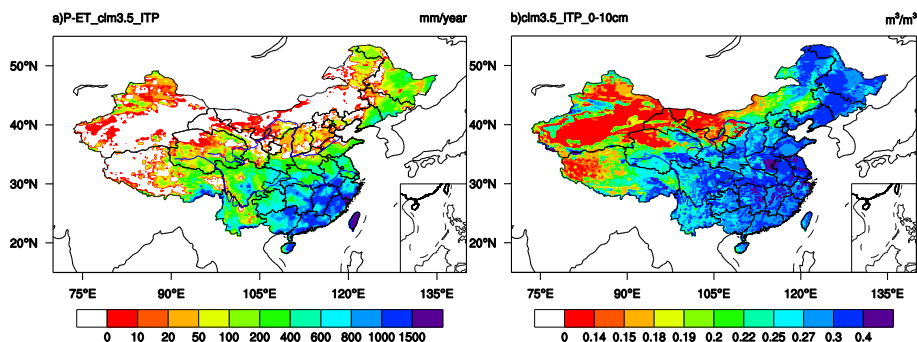 a)P-ET_clm3.5_ITP mm/year
b)clm3.5_ITP_0-10cm m³/m³
50°N
40°N
30°N
20°N
75°E 90°E 105°E 120°E 135°E
0 10 20 50 100 200 400 600 800 1000 1500
50°N
40°N
30°N
20°N
75°E 90°E 105°E 120°E 135°E
0 0.14 0.15 0.18 0.19 0.2 0.22 0.25 0.27 0.3 0.4